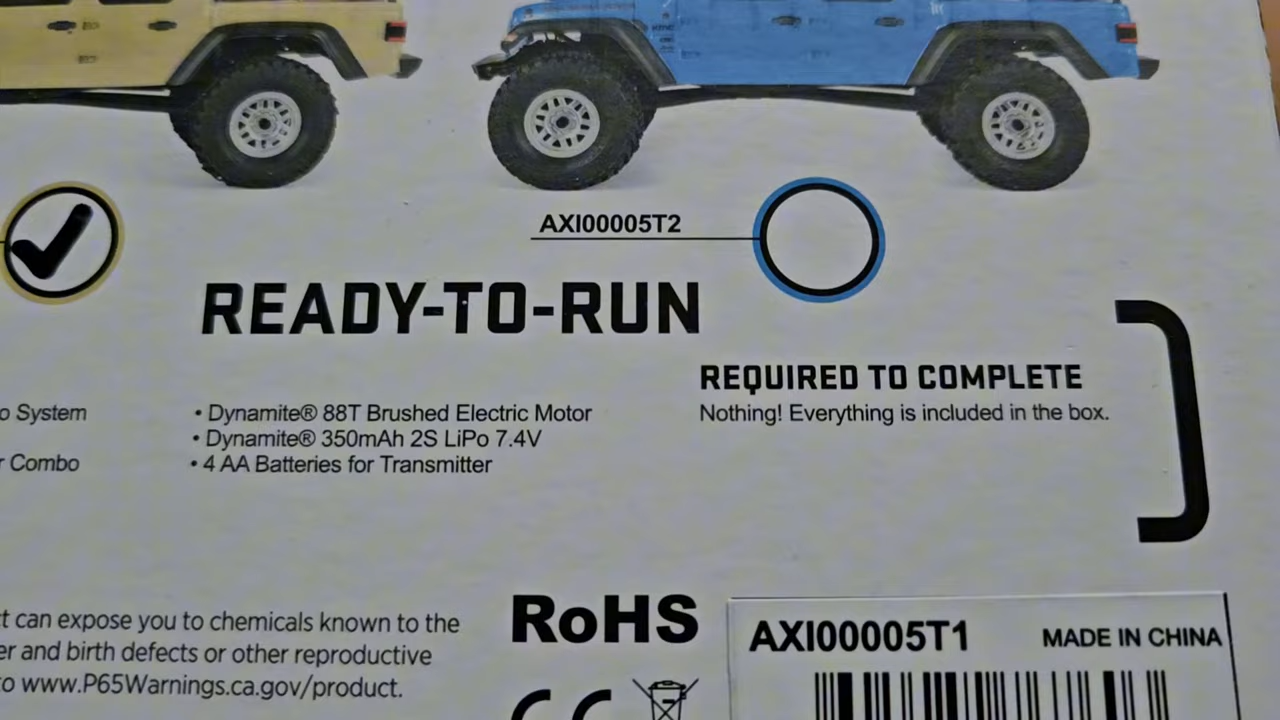 AXI00005T2
READY-TO-RUN
REQUIRED TO COMPLETE
Nothing! Everything is included in the box.
o System
• Dynamite® 88T Brushed Electric Motor
• Dynamite® 350mAh 2S LiPo 7.4V
r Combo
• 4 AA Batteries for Transmitter
t can expose you to chemicals known to the
er and birth defects or other reproductive
to www.P65Warnings.ca.gov/product.
RoHS
CE
AXI00005T1
MADE IN CHINA